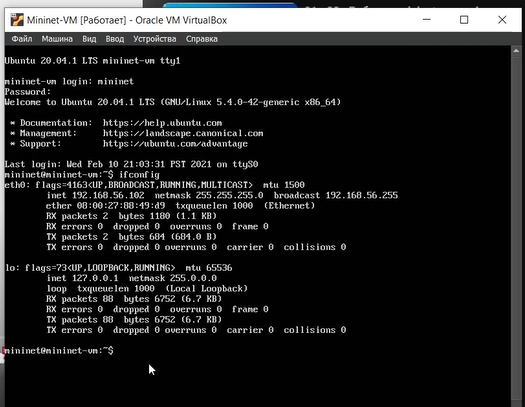 Mininet-VM [Работает] - Oracle VM VirtualBox
Файл Машина Вид Ввод Устройства Справка
Ubuntu 20.04.1 LTS mininet-vm tty1
mininet-vm login: mininet
Password:
Welcome to Ubuntu 20.04.1 LTS (GNU/Linux 5.4.0-42-generic x86_64)
* Documentation: https://help.ubuntu.com
* Management: https://landscape.canonical.com
* Support: https://ubuntu.com/advantage
Last login: Wed Feb 10 21:03:31 PST 2021 on ttyS0
mininet@mininet-vm:~$ ifconfig
eth0: flags=4163<UP,BROADCAST,RUNNING,MULTICAST> mtu 1500
inet 192.168.56.102 netmask 255.255.255.0 broadcast 192.168.56.255
ether 08:00:27:88:49:d9 txqueuelen 1000 (Ethernet)
RX packets 2 bytes 1180 (1.1 KB)
RX errors 0 dropped 0 overruns 0 frame 0
TX packets 2 bytes 684 (684.0 B)
TX errors 0 dropped 0 overruns 0 carrier 0 collisions 0
lo: flags=73<UP,LOOPBACK,RUNNING> mtu 65536
inet 127.0.0.1 netmask 255.0.0.0
loop txqueuelen 1000 (Local Loopback)
RX packets 88 bytes 6752 (6.7 KB)
RX errors 0 dropped 0 overruns 0 frame 0
TX packets 88 bytes 6752 (6.7 KB)
TX errors 0 dropped 0 overruns 0 carrier 0 collisions 0
mininet@mininet-vm:~$